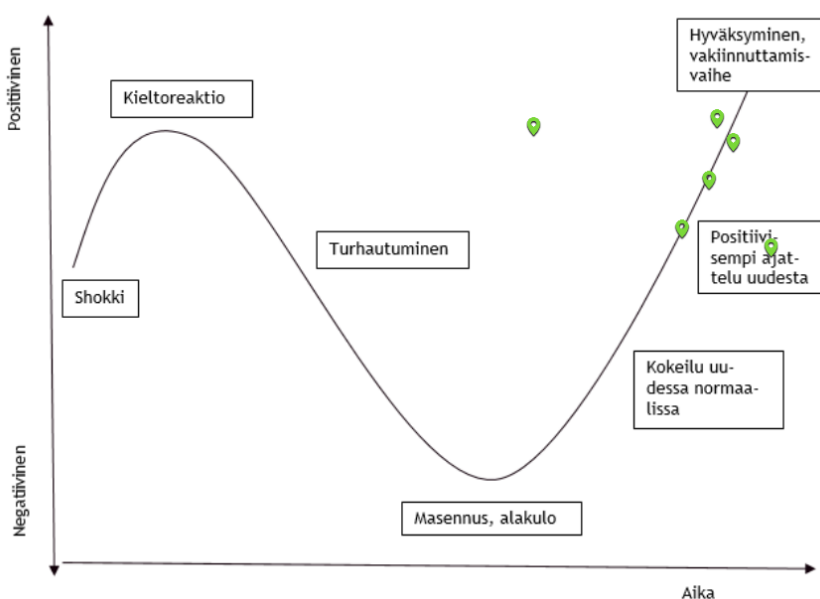 Positiivinen
Kieltoreaktio
Hyväksyminen,
vakiinnuttamis-
vaihe
Turhautuminen
Shokki
Positiivi-
sempi ajat-
telu uudesta
Kokeilu uu-
dessa normaa-
lissa
Negatiivinen
Masennus, alakulo
Aika